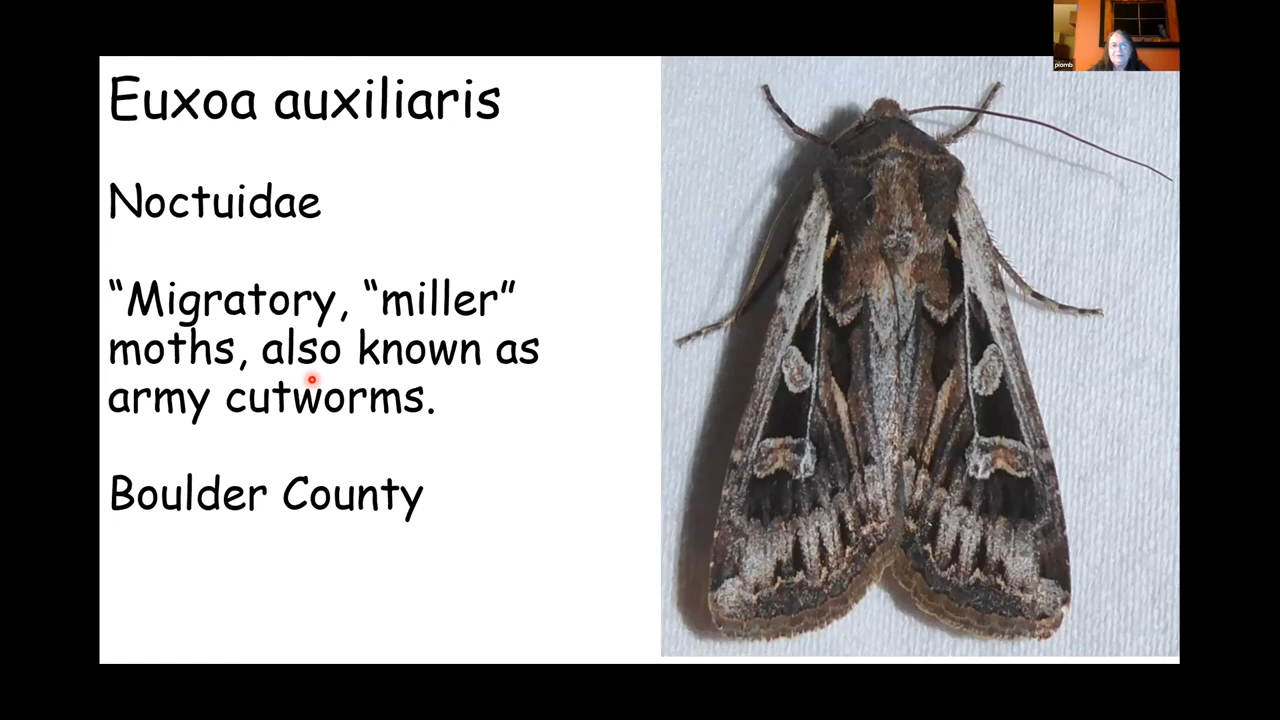 Euxoa auxiliaris
Noctuidae
“Migratory, “miller”
moths, also known as
army cutworms.
Boulder County
piomb